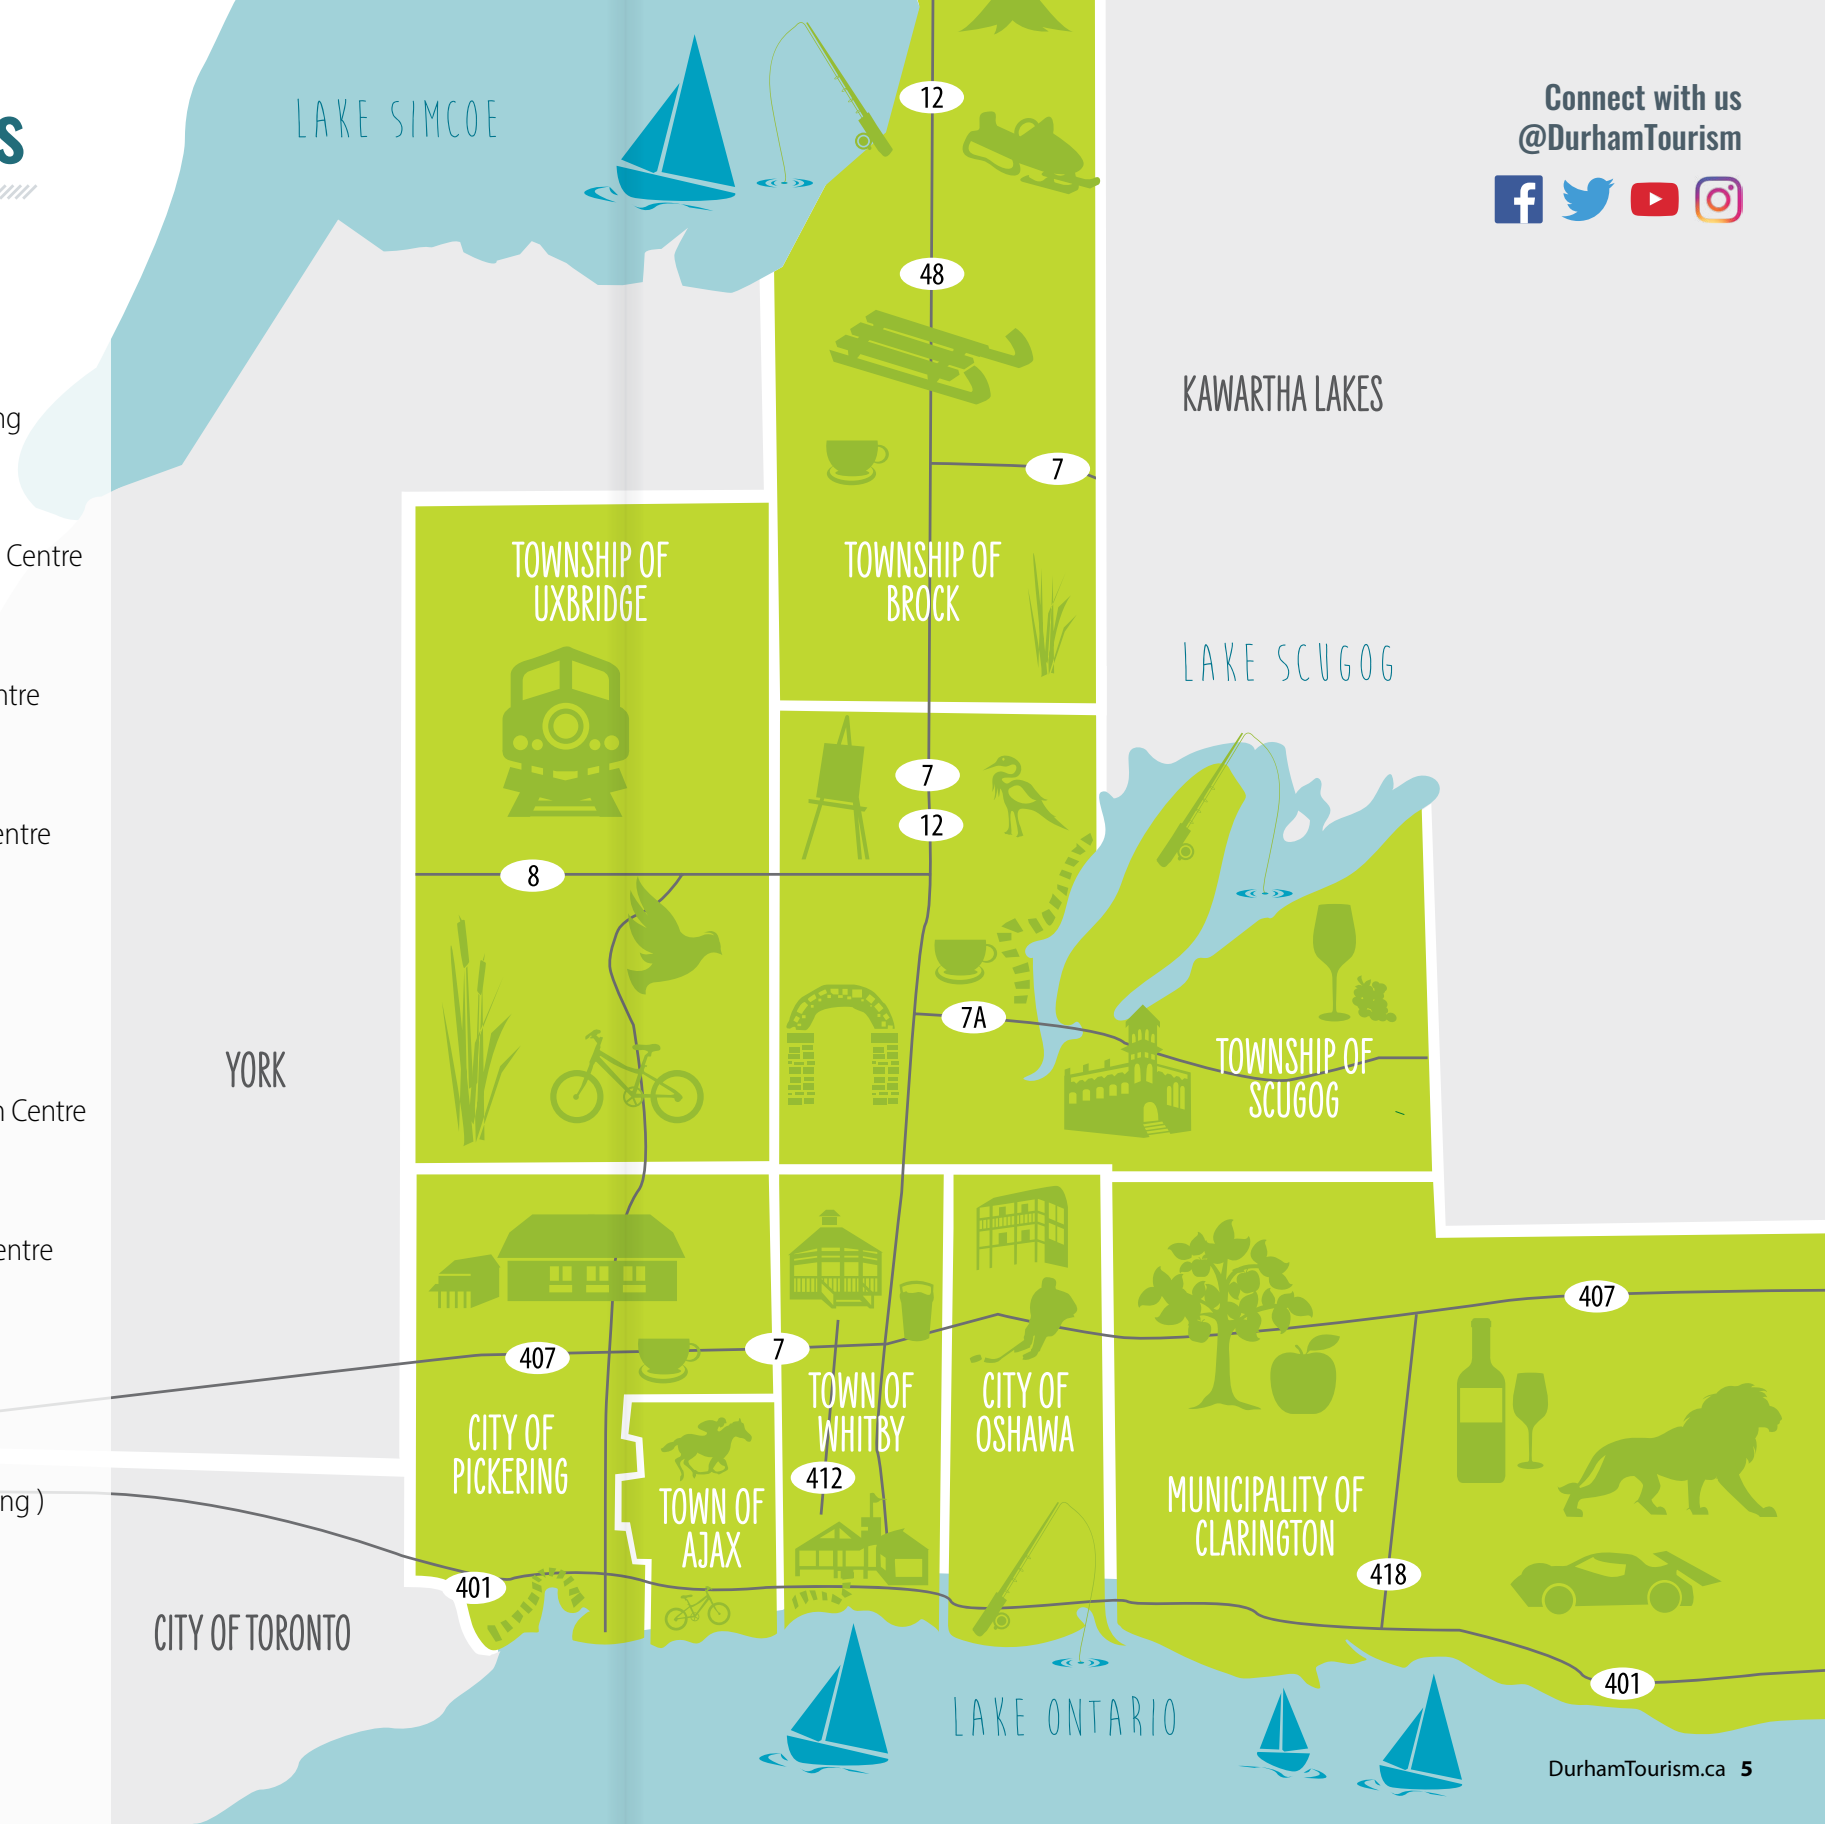 s
ng
Centre
ntre
entre
n Centre
entre
ng )
LAKE SIMCOE
12
Connect with us
@DurhamTourism
48
KAWARTHA LAKES
7
TOWNSHIP OF
UXBRIDGE
TOWNSHIP OF
BROCK
LAKE SCUGOG
7
12
8
7A
TOWNSHIP OF
SCUGOG
YORK
407
407
7
TOWN OF
WHITBY
CITY OF
OSHAWA
CITY OF
PICKERING
412
TOWN OF
AJAX
MUNICIPALITY OF
CLARINGTON
418
401
CITY OF TORONTO
401
LAKE ONTARIO
DurhamTourism.ca 5